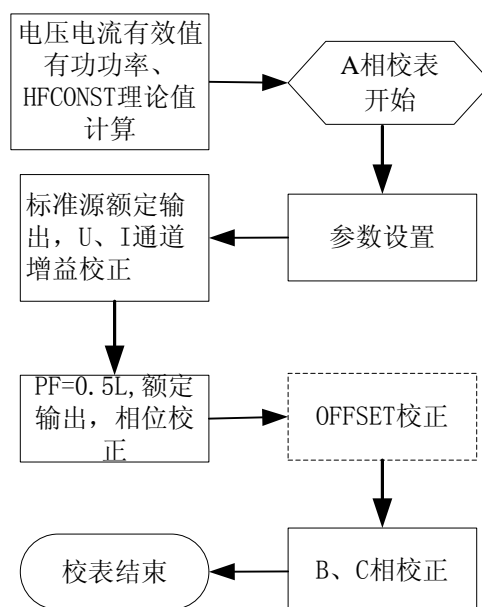 电压电流有效值
有功功率、
HFCONST理论值
计算
A相校表
开始
参数设置
标准源额定输
出，U、I通道
增益校正
PF=0.5L,额定
输出，相位校
正
OFFSET校正
B、C相校正
校表结束